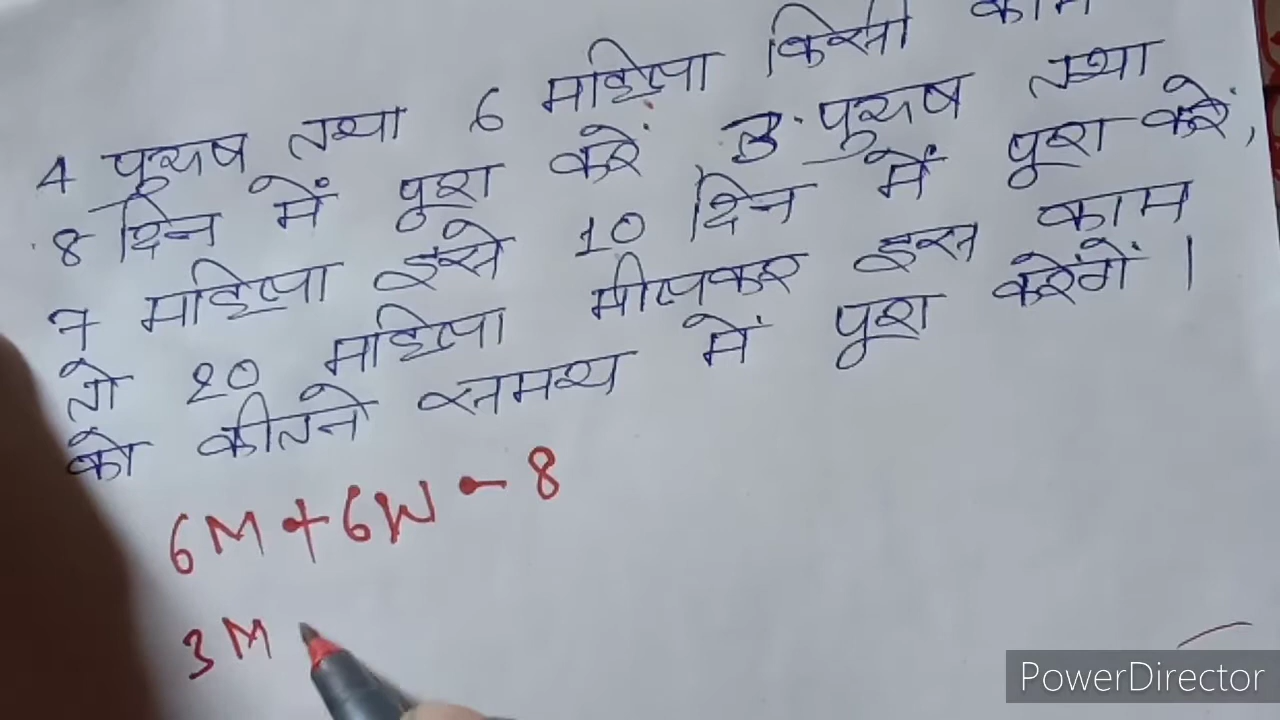 4 पुरुष तथा 6 महिला किसी काम
8 दिन में पूरा करें, 3 पुरुष तथा
7 महिला इसे 10 दिन में पूरा करें,
तो 20 महिला मीलकर इस काम
को कीतने समय में पूरा करेंगें।
6M + 6W - 8
3M
PowerDirector